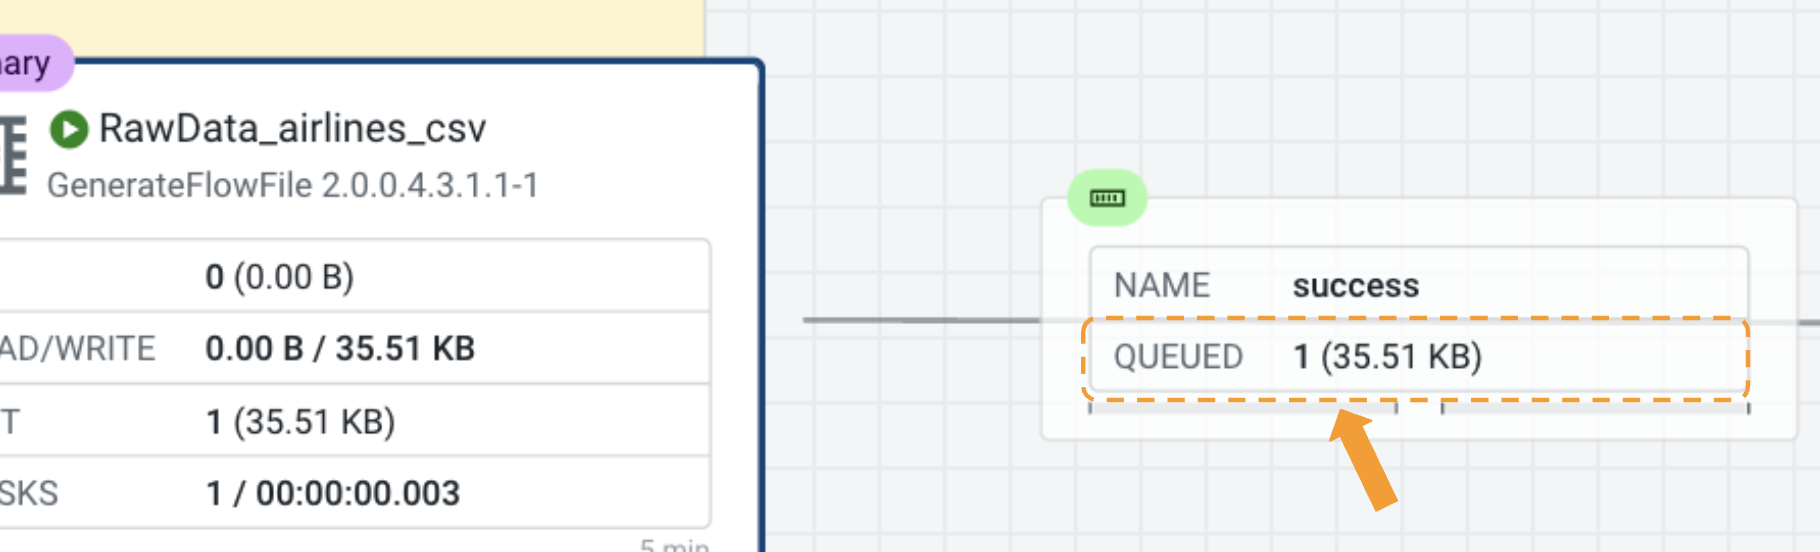 ary
RawData_airlines_csv
GenerateFlowFile 2.0.0.4.3.1.1-1
0 (0.00 B)
AD/WRITE 0.00 B / 35.51 KB
T 1 (35.51 KB)
SKS 1 / 00:00:00.003
5 min
NAME success
QUEUED 1 (35.51 KB)